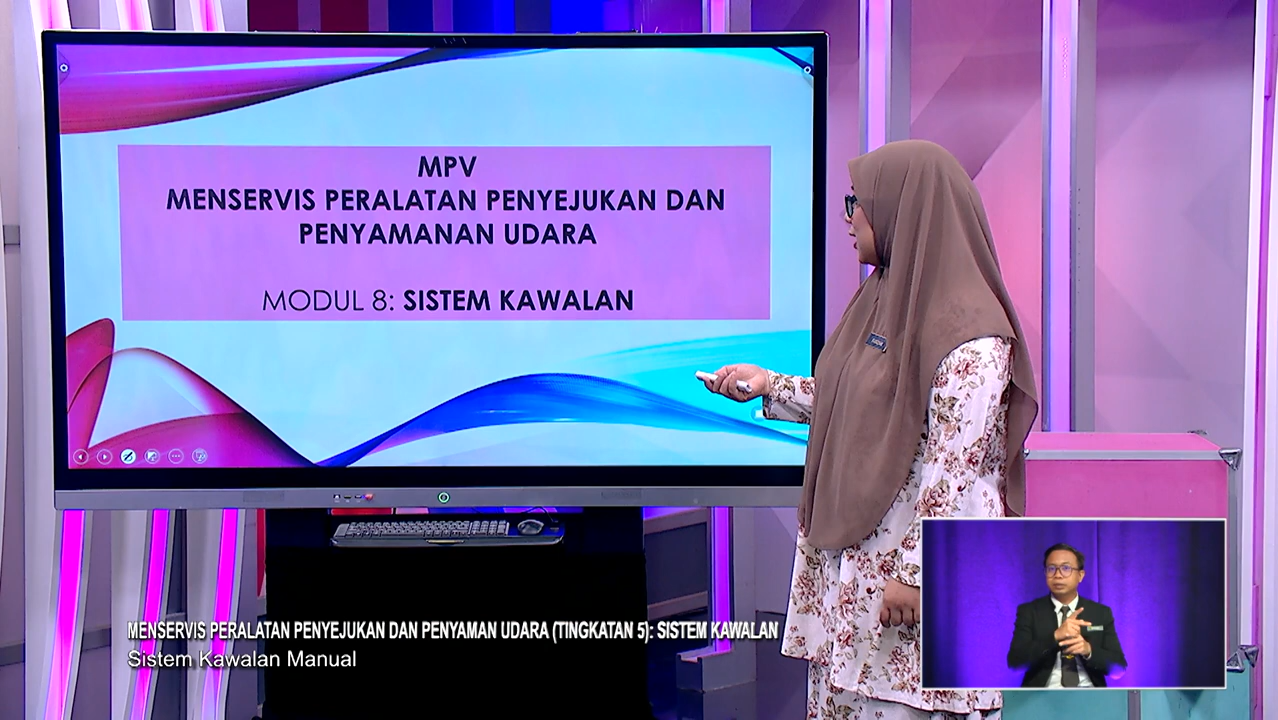 MPV
MENSERVIS PERALATAN PENYEJUKAN DAN
PENYAMANAN UDARA
MODUL 8: SISTEM KAWALAN
MENSERVIS PERALATAN PENYEJUKAN DAN PENYAMAN UDARA (TINGKATAN 5): SISTEM KAWALAN
Sistem Kawalan Manual